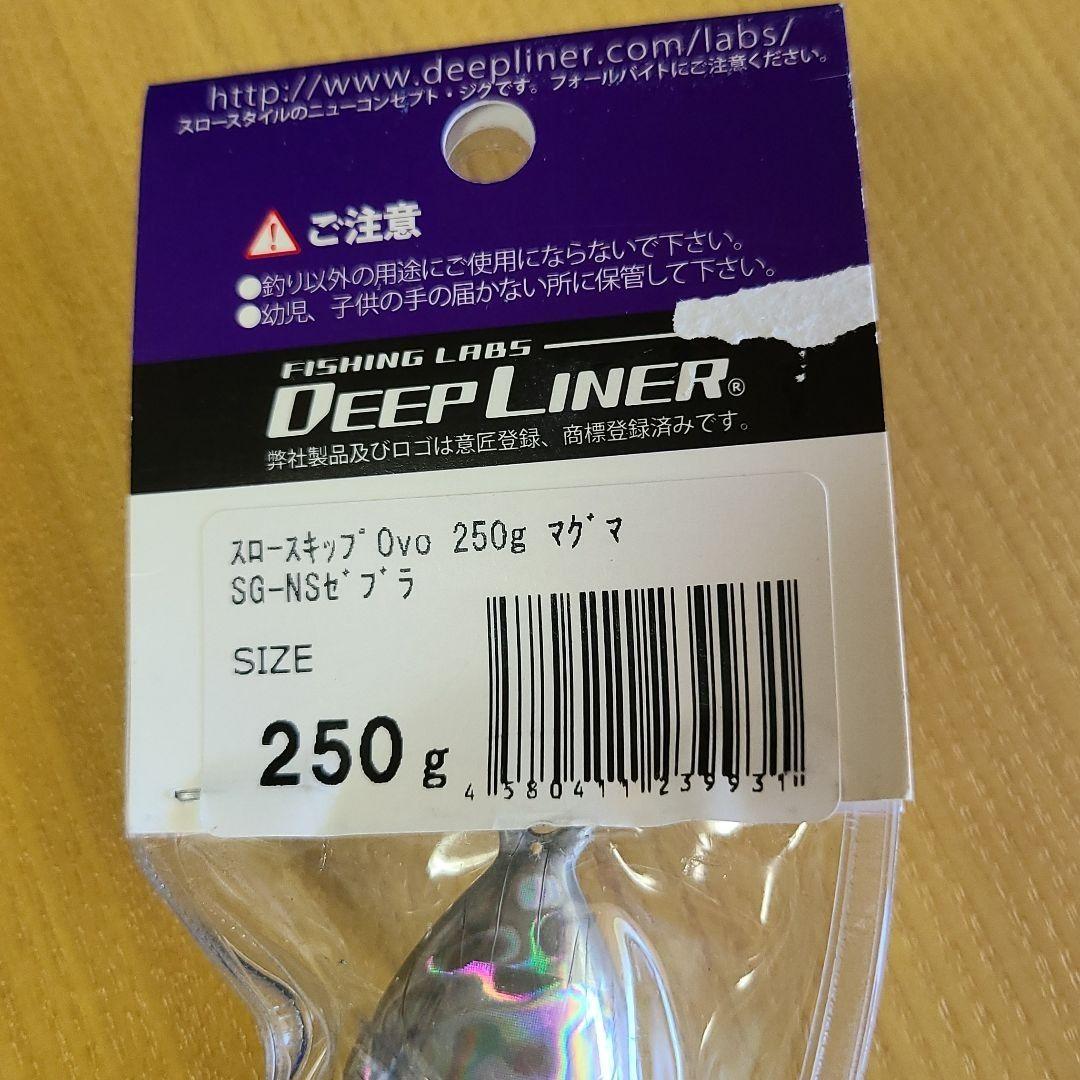 http://www.deepliner.com/labs/
スロースタイルのニューコンセプト・ジグです。フォールバイトにご注意ください。
ご注意
●釣り以外の用途にご使用にならないで下さい。
●幼児、子供の手の届かない所に保管して下さい。
FISHING LABS
DEEP LINER®
弊社製品及びロゴは意匠登録、商標登録済みです。
ｽﾛｰｽｷｯﾌﾟOvo 250g ﾏｸﾞﾏ
SG-NSｾﾞﾌﾞﾗ
SIZE
250g
4580411239931